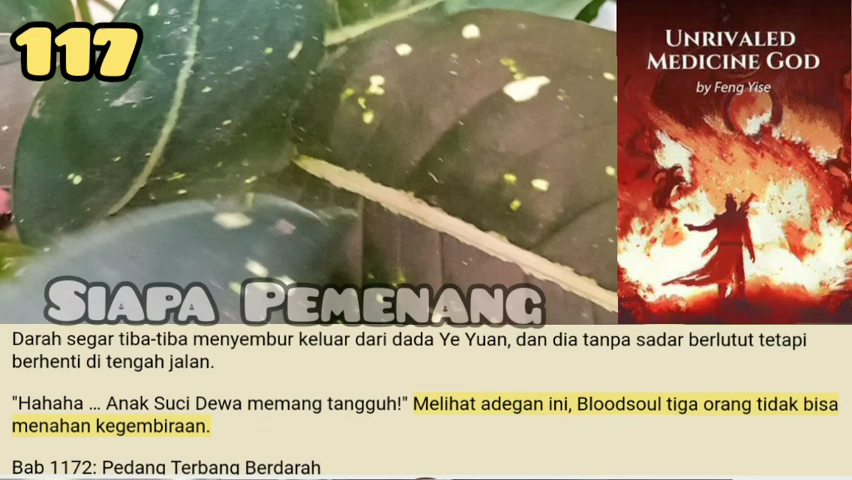 117
UNRIVALED
MEDICINE GOD
by Feng Yise
SIAPA PEMENANG
Darah segar tiba-tiba menyembur keluar dari dada Ye Yuan, dan dia tanpa sadar berlutut tetapi
berhenti di tengah jalan.
"Hahaha ... Anak Suci Dewa memang tangguh!" Melihat adegan ini, Bloodsoul tiga orang tidak bisa
menahan kegembiraan.
Bab 1172: Pedang Terbang Berdarah